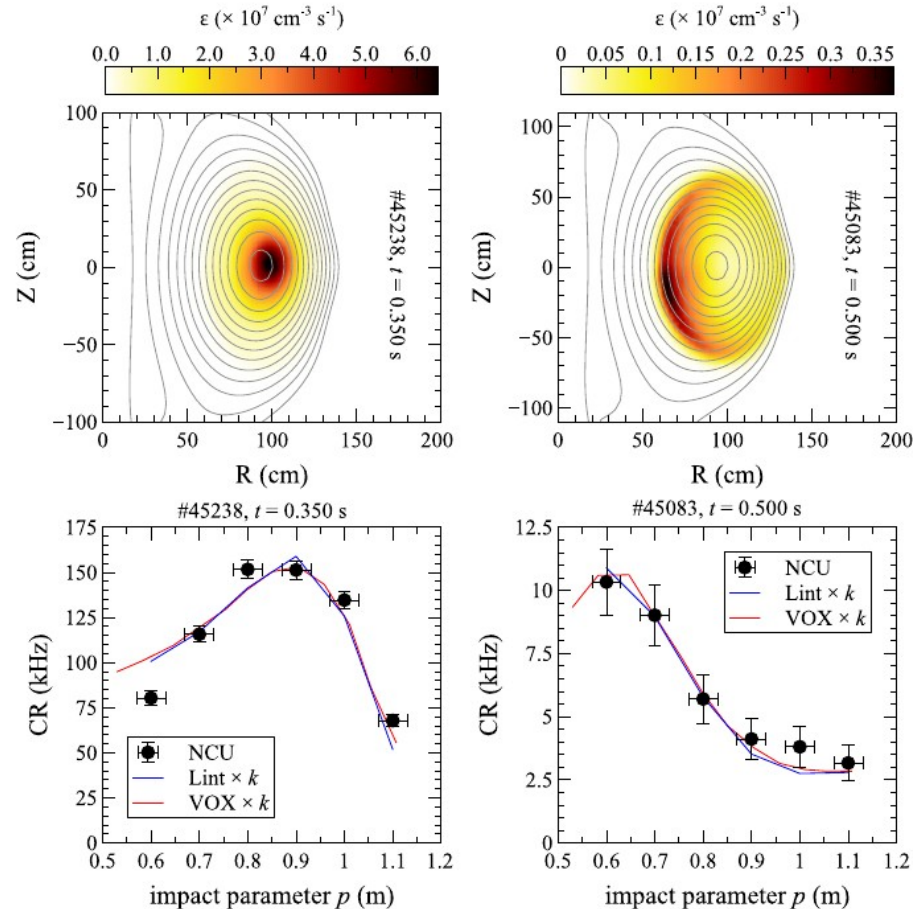 ε (× 10⁷ cm⁻³ s⁻¹)
0.0 1.0 2.0 3.0 4.0 5.0 6.0
100
50
0
−50
−100
Z (cm)
#45238, t = 0.350 s
0 50 100 150 200
R (cm)
ε (× 10⁷ cm⁻³ s⁻¹)
0 0.05 0.1 0.15 0.2 0.25 0.3 0.35
100
50
0
−50
−100
Z (cm)
#45083, t = 0.500 s
0 50 100 150 200
R (cm)
#45238, t = 0.350 s
175
150
125
100
75
50
25
0
CR (kHz)
NCU
Lint × k
VOX × k
0.5 0.6 0.7 0.8 0.9 1 1.1 1.2
impact parameter p (m)
#45083, t = 0.500 s
12.5
10
7.5
5.0
2.5
0
CR (kHz)
NCU
Lint × k
VOX × k
0.5 0.6 0.7 0.8 0.9 1 1.1 1.2
impact parameter p (m)